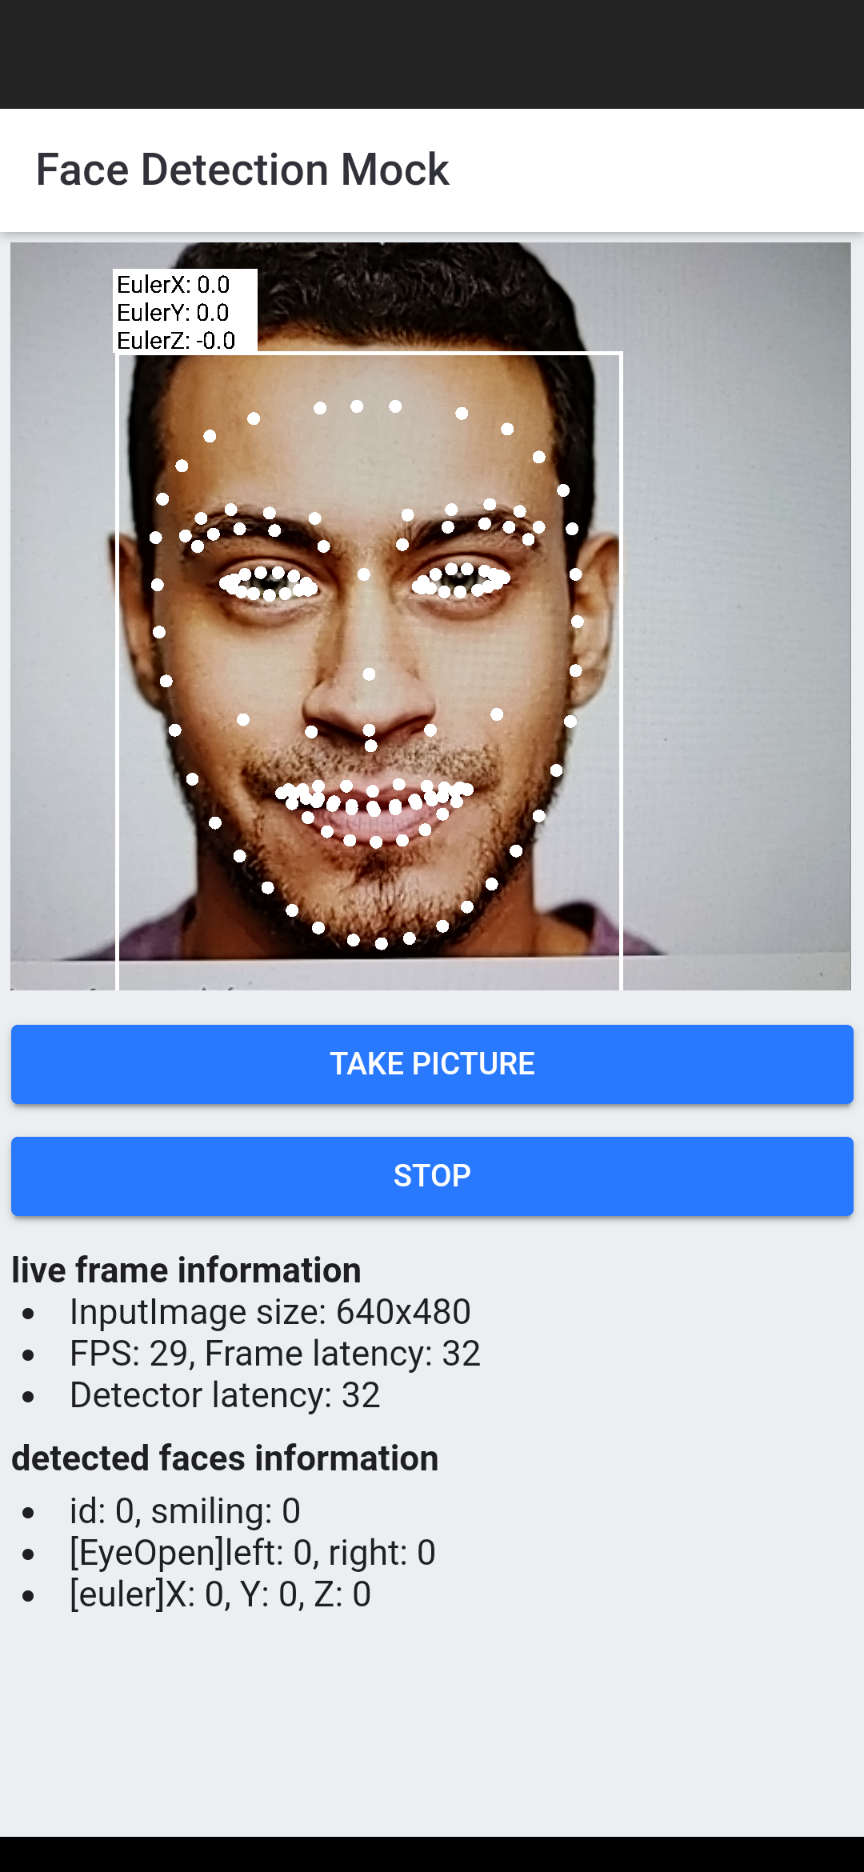 Face Detection Mock
EulerX: 0.0
EulerY: 0.0
EulerZ: -0.0
TAKE PICTURE
STOP
live frame information
• InputImage size: 640x480
• FPS: 29, Frame latency: 32
• Detector latency: 32
detected faces information
• id: 0, smiling: 0
• [EyeOpen]left: 0, right: 0
• [euler]X: 0, Y: 0, Z: 0